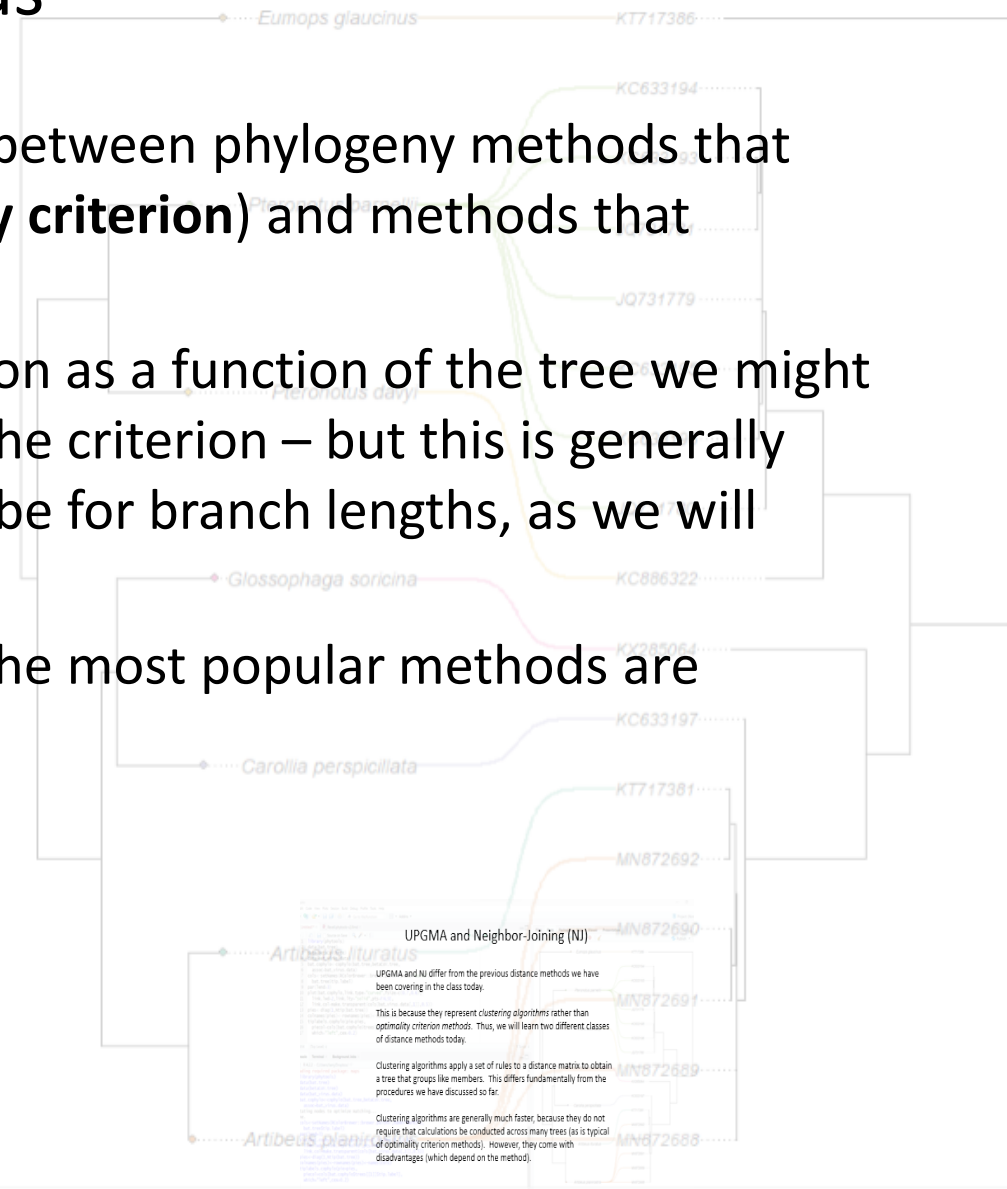 us
Eumops glaucinus
KT717386
KC633194
between phylogeny methods that
y criterion) and methods that
Pteronotus parnellii
JQ731779
on as a function of the tree we might
Pteronotus davyi
he criterion – but this is generally
be for branch lengths, as we will
Glossophaga soricina
KC886322
he most popular methods are
KX285064
KC633197
Carollia perspicillata
KT717381
MN872692
UPGMA and Neighbor-Joining (NJ)
MN872690
Artibeus lituratus
UPGMA and NJ differ from the previous distance methods we have
been covering in the class today.
MN872691
This is because they represent clustering algorithms rather than
optimality criterion methods. Thus, we will learn two different classes
of distance methods today.
Clustering algorithms apply a set of rules to a distance matrix to obtain
a tree that groups like members. This differs fundamentally from the
procedures we have discussed so far.
MN872689
Clustering algorithms are generally much faster, because they do not
require that calculations be conducted across many trees (as is typical
of optimality criterion methods). However, they come with
disadvantages (which depend on the method).
Artibeus planirostris
MN872688